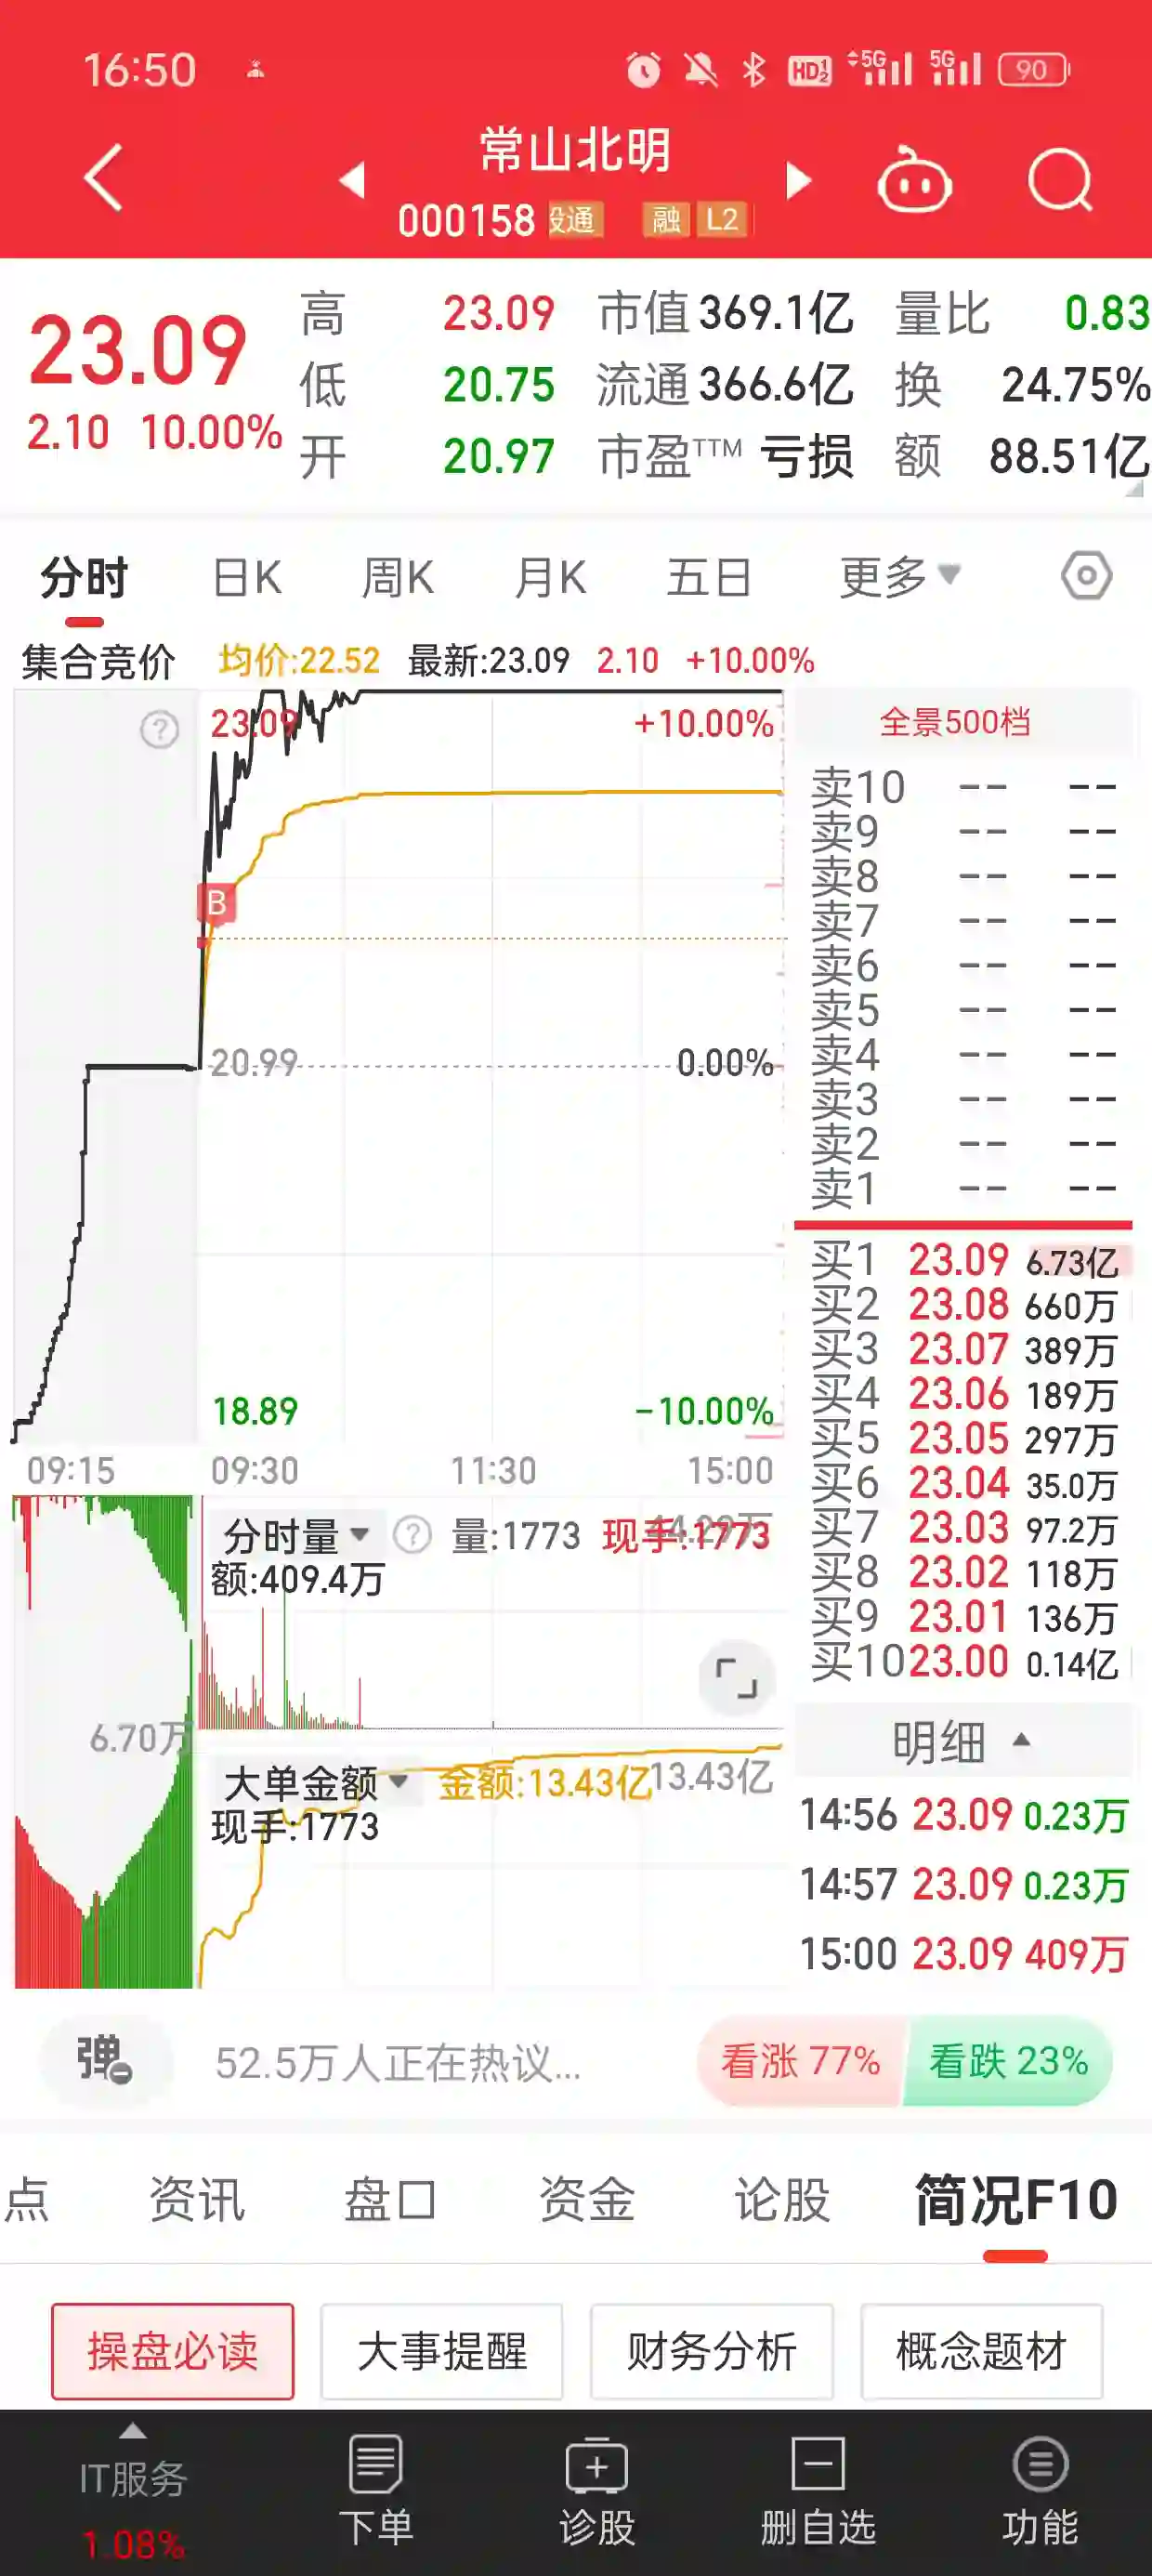 16:50 HD 1 2 5G 5G 90
常山北明
000158 股通 融 L2
23.09
2.10 10.00%
高 23.09 市值 369.1亿 量比 0.83
低 20.75 流通 366.6亿 换 24.75%
开 20.97 市盈TTM 亏损 额 88.51亿
分时 日K 周K 月K 五日 更多
集合竞价 均价:22.52 最新:23.09 2.10 +10.00%
23.09 +10.00%
B
20.99 0.00%
18.89 -10.00%
09:15 09:30 11:30 15:00
全景500档
卖10 -- --
卖9 -- --
卖8 -- --
卖7 -- --
卖6 -- --
卖5 -- --
卖4 -- --
卖3 -- --
卖2 -- --
卖1 -- --
买1 23.09 6.73亿
买2 23.08 660万
买3 23.07 389万
买4 23.06 189万
买5 23.05 297万
买6 23.04 35.0万
买7 23.03 97.2万
买8 23.02 118万
买9 23.01 136万
买10 23.00 0.14亿
分时量 量:1773 现手:1773
额:409.4万
6.70万
大单金额 金额:13.43亿 13.43亿
现手:1773
明细
14:56 23.09 0.23万
14:57 23.09 0.23万
15:00 23.09 409万
弹 52.5万人正在热议... 看涨 77% 看跌 23%
点 资讯 盘口 资金 论股 简况F10
操盘必读 大事提醒 财务分析 概念题材
IT服务
1.08%
下单 诊股 删自选 功能